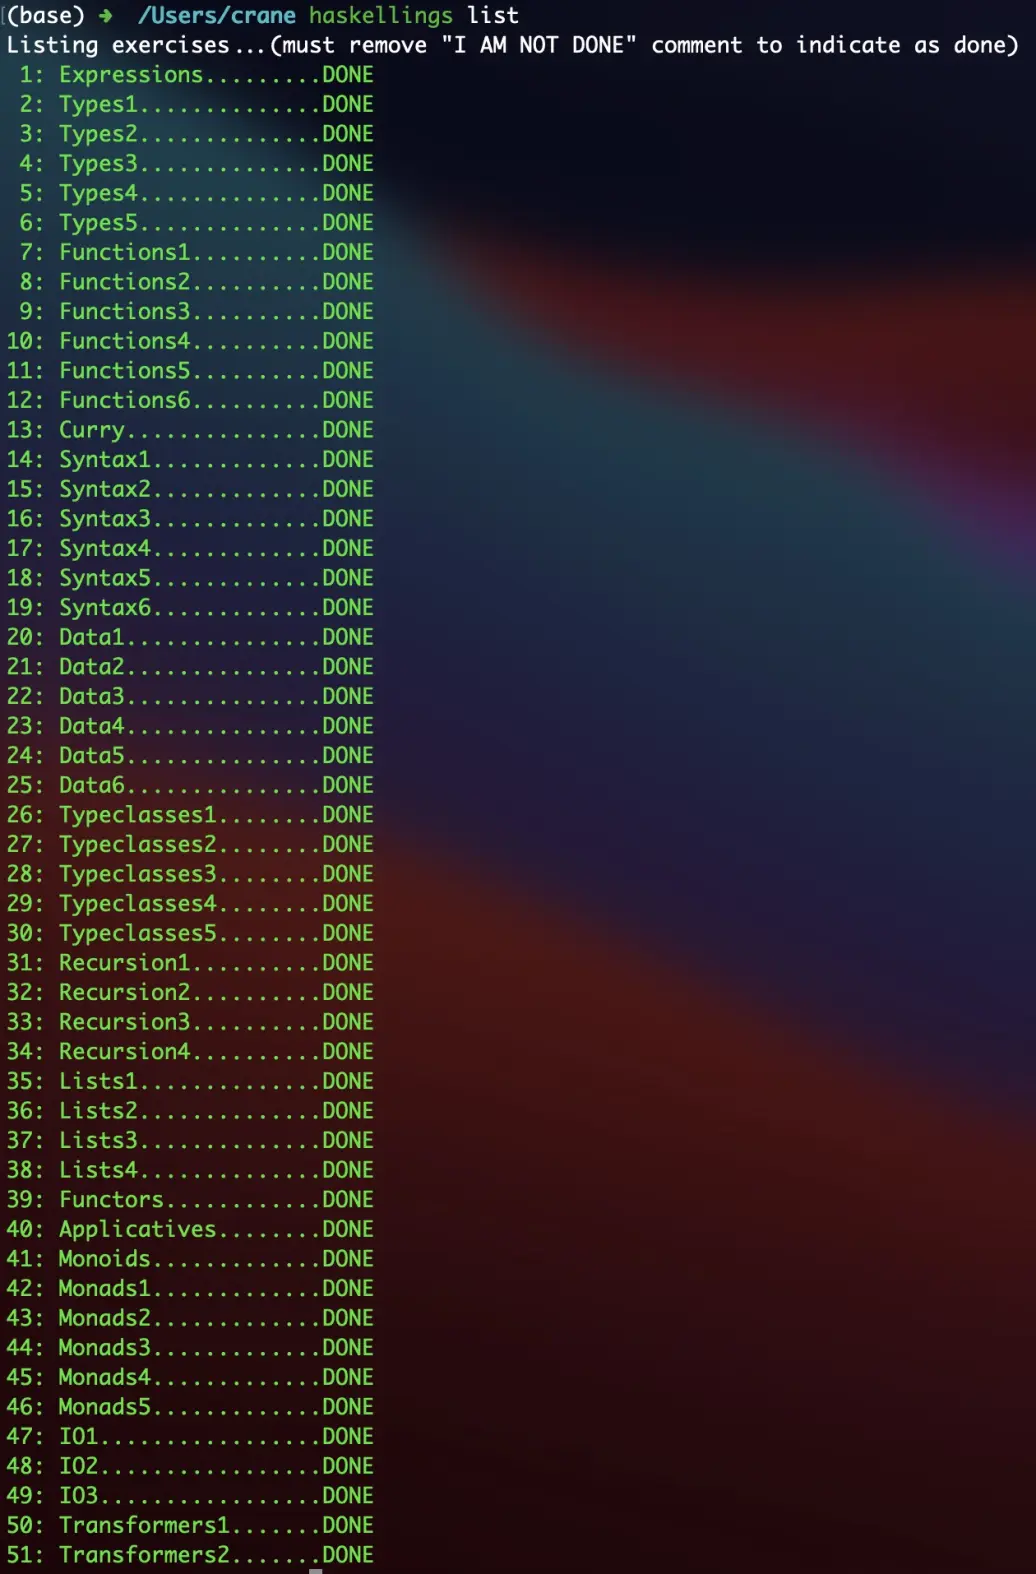 (base) ➜  /Users/crane haskellings list
Listing exercises...(must remove "I AM NOT DONE" comment to indicate as done)
 1: Expressions.........DONE
 2: Types1..............DONE
 3: Types2..............DONE
 4: Types3..............DONE
 5: Types4..............DONE
 6: Types5..............DONE
 7: Functions1..........DONE
 8: Functions2..........DONE
 9: Functions3..........DONE
10: Functions4..........DONE
11: Functions5..........DONE
12: Functions6..........DONE
13: Curry...............DONE
14: Syntax1.............DONE
15: Syntax2.............DONE
16: Syntax3.............DONE
17: Syntax4.............DONE
18: Syntax5.............DONE
19: Syntax6.............DONE
20: Data1...............DONE
21: Data2...............DONE
22: Data3...............DONE
23: Data4...............DONE
24: Data5...............DONE
25: Data6...............DONE
26: Typeclasses1........DONE
27: Typeclasses2........DONE
28: Typeclasses3........DONE
29: Typeclasses4........DONE
30: Typeclasses5........DONE
31: Recursion1..........DONE
32: Recursion2..........DONE
33: Recursion3..........DONE
34: Recursion4..........DONE
35: Lists1..............DONE
36: Lists2..............DONE
37: Lists3..............DONE
38: Lists4..............DONE
39: Functors............DONE
40: Applicatives........DONE
41: Monoids.............DONE
42: Monads1.............DONE
43: Monads2.............DONE
44: Monads3.............DONE
45: Monads4.............DONE
46: Monads5.............DONE
47: IO1.................DONE
48: IO2.................DONE
49: IO3.................DONE
50: Transformers1.......DONE
51: Transformers2.......DONE